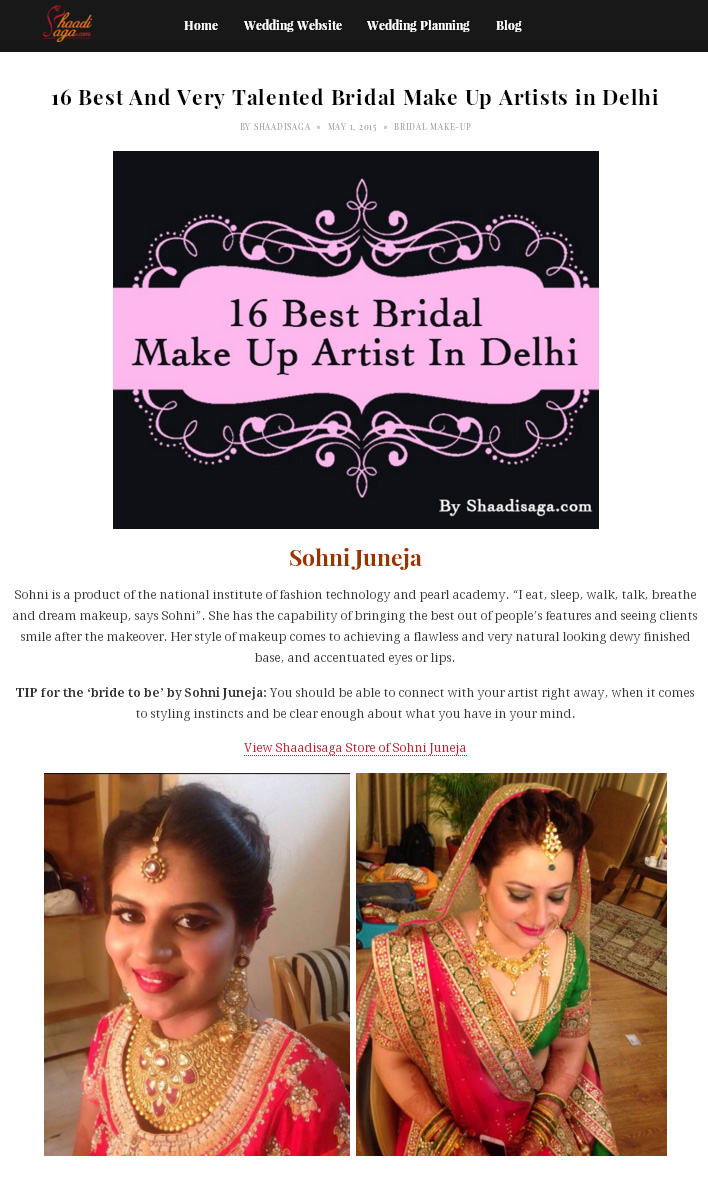 Shaadi
Saga.com
Home Wedding Website Wedding Planning Blog
16 Best And Very Talented Bridal Make Up Artists in Delhi
BY SHAADISAGA MAY 1, 2015 BRIDAL MAKE-UP
16 Best Bridal
Make Up Artist In Delhi
By Shaadisaga.com
Sohni Juneja
Sohni is a product of the national institute of fashion technology and pearl academy. “I eat, sleep, walk, talk, breathe
and dream makeup, says Sohni”. She has the capability of bringing the best out of people’s features and seeing clients
smile after the makeover. Her style of makeup comes to achieving a flawless and very natural looking dewy finished
base, and accentuated eyes or lips.
TIP for the ‘bride to be’ by Sohni Juneja: You should be able to connect with your artist right away, when it comes
to styling instincts and be clear enough about what you have in your mind.
View Shaadisaga Store of Sohni Juneja